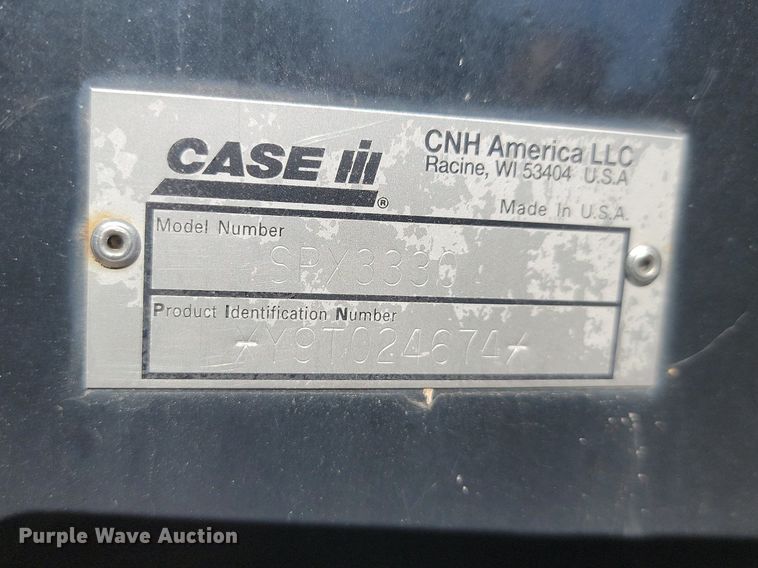 CASE IH ®
CNH America LLC
Racine, WI 53404 U.S.A
Made In U.S.A.
Model Number
SPX3330
Product Identification Number
*Y9T024674*
Purple Wave Auction